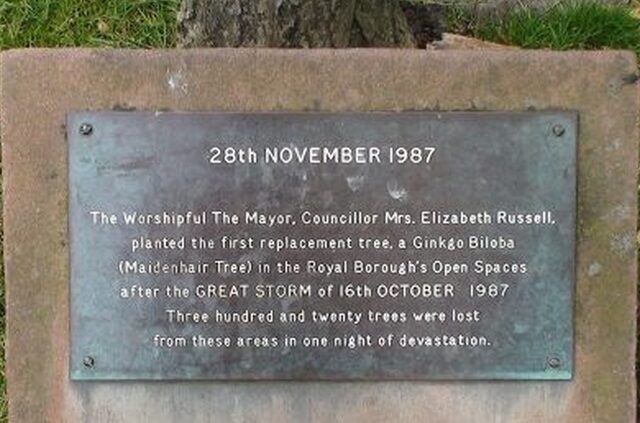 28th NOVEMBER 1987
The Worshipful The Mayor, Councillor Mrs. Elizabeth Russell,
planted the first replacement tree, a Ginkgo Biloba
(Maidenhair Tree) in the Royal Borough's Open Spaces
after the GREAT STORM of 16th OCTOBER 1987
Three hundred and twenty trees were lost
from these areas in one night of devastation.